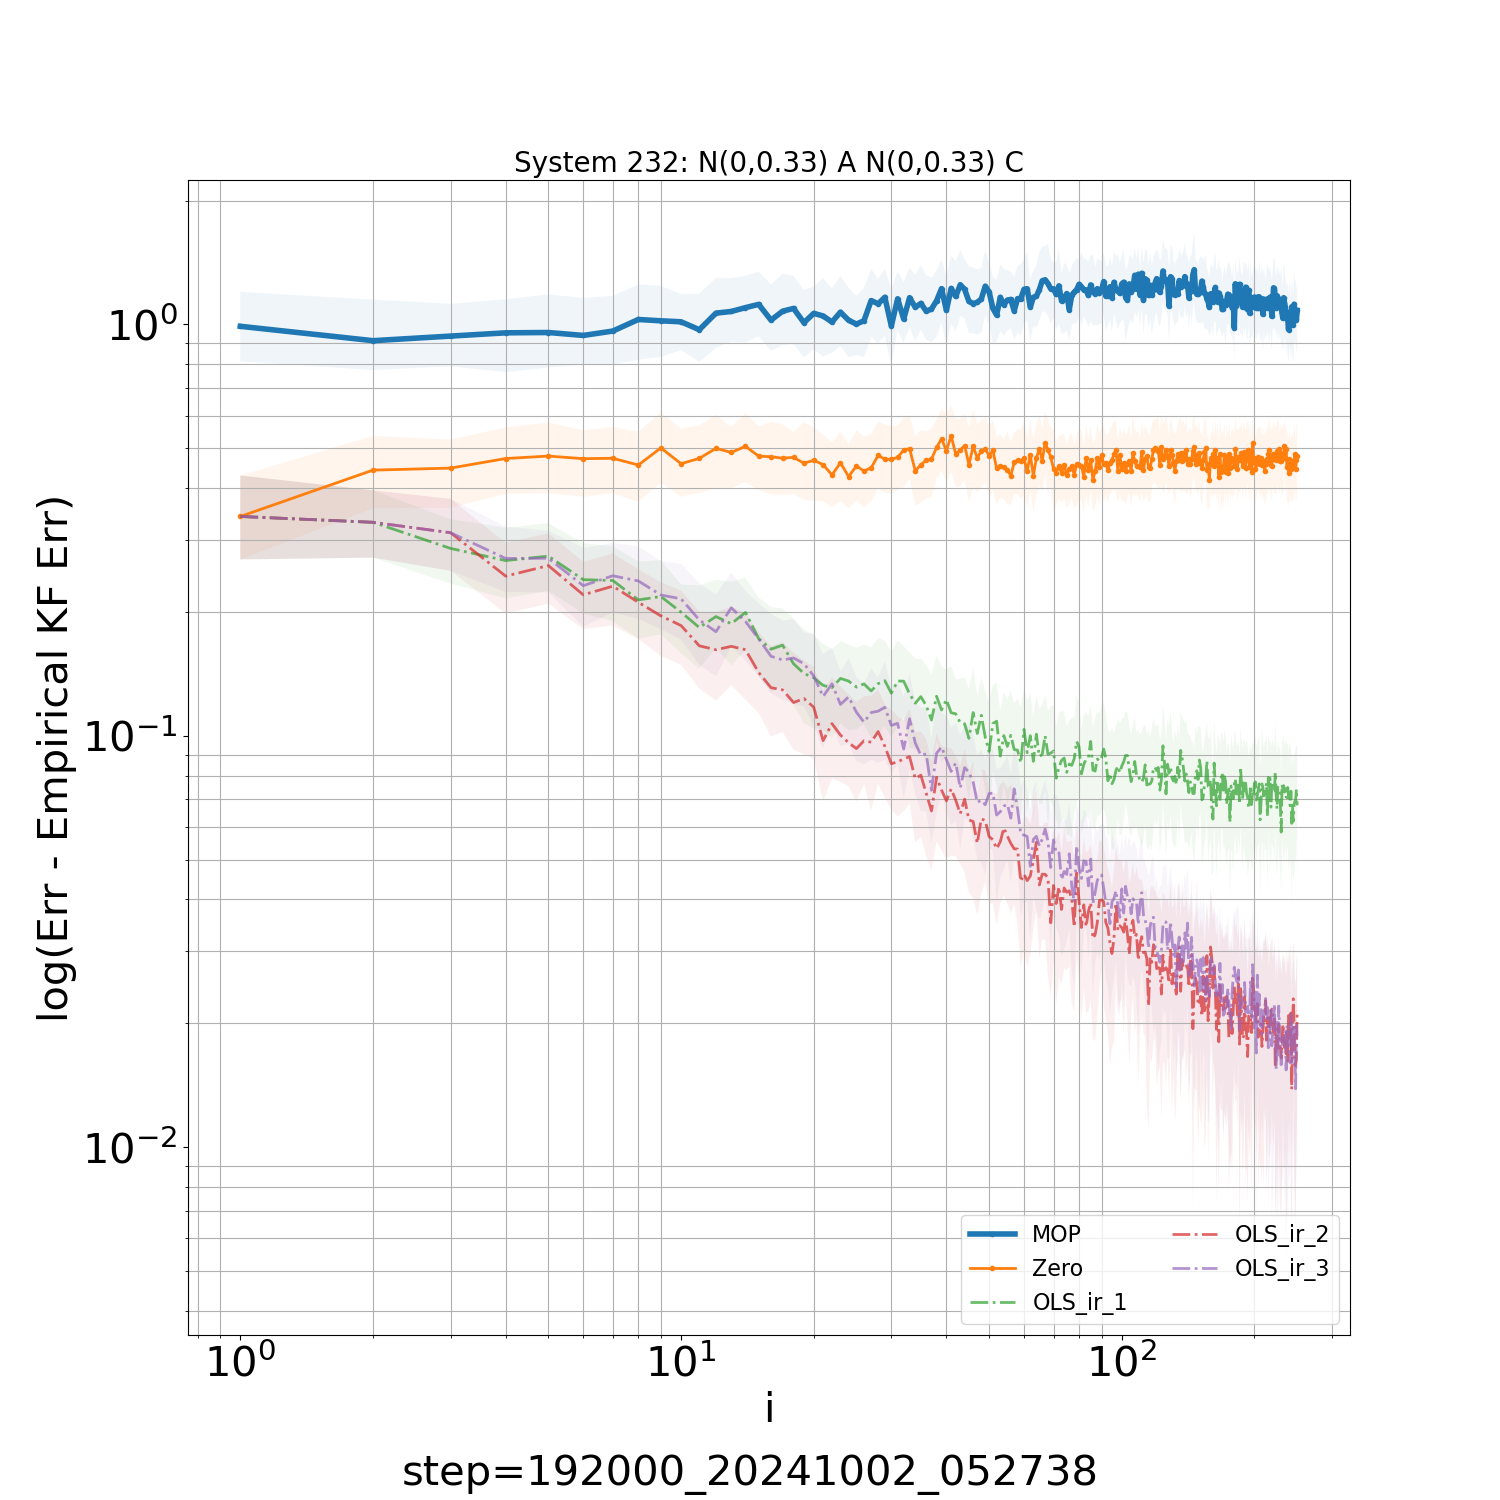 System 232: N(0,0.33) A N(0,0.33) C
log(Err - Empirical KF Err)
10⁰
10⁻¹
10⁻²
10⁰ 10¹ 10²
i
MOP
Zero
OLS_ir_1
OLS_ir_2
OLS_ir_3
step=192000_20241002_052738